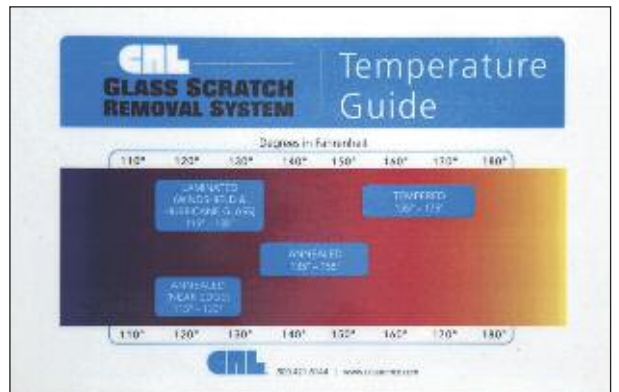 CRL
GLASS SCRATCH
REMOVAL SYSTEM
Temperature
Guide
Degrees in Fahrenheit
110° 120° 130° 140° 150° 160° 170° 180°
LAMINATED
(WINDSHIELD &
HURRICANE GLASS)
TEMPERED
ANNEALED
ANNEALED
(NEAR EDGE)
110° 120° 130° 140° 150° 160° 170° 180°
CRL